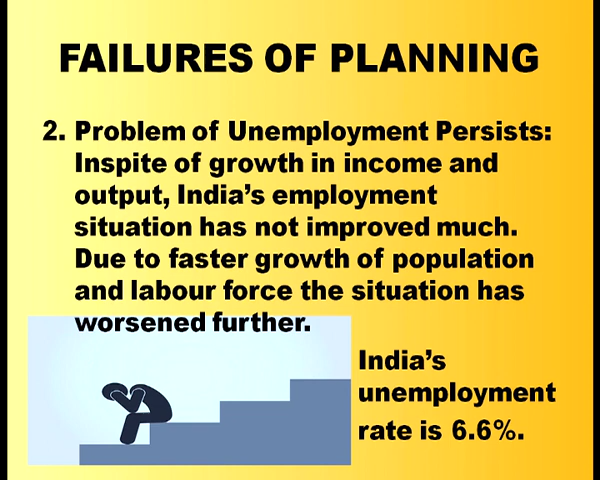 FAILURES OF PLANNING
2. Problem of Unemployment Persists:
Inspite of growth in income and
output, India's employment
situation has not improved much.
Due to faster growth of population
and labour force the situation has
worsened further.
India's
unemployment
rate is 6.6%.